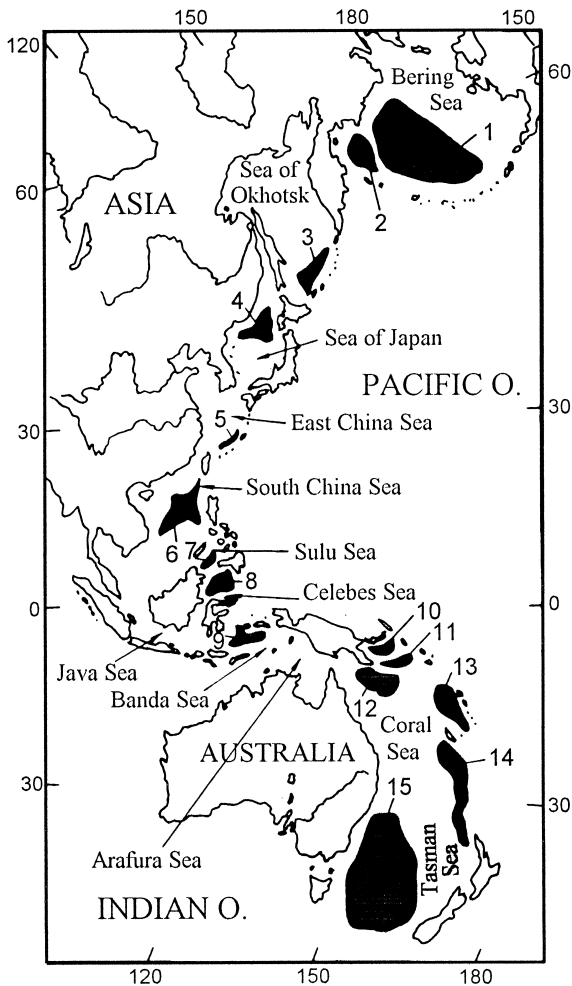 150 180 150
120
Bering
Sea
60
1
Sea of
Okhotsk
60
ASIA
2
3
4
Sea of Japan
PACIFIC O.
30
5
East China Sea
30
South China Sea
6
7
Sulu Sea
8
Celebes Sea
0
0
10
9
11
Java Sea
13
Banda Sea
12
Coral
Sea
AUSTRALIA
14
30
15
30
Tasman
Sea
Arafura Sea
INDIAN O.
120 150 180